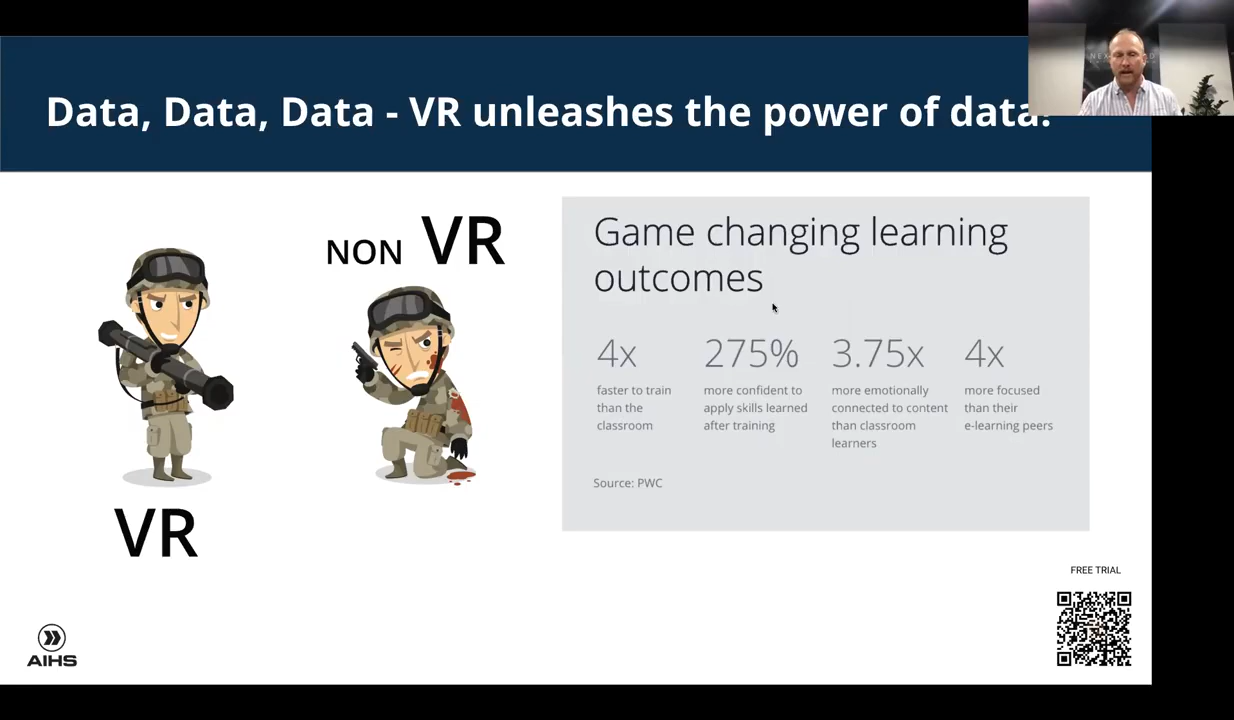 Data, Data, Data - VR unleashes the power of data.
NON VR
VR
Game changing learning
outcomes
4x
faster to train
than the
classroom
275%
more confident to
apply skills learned
after training
3.75x
more emotionally
connected to content
than classroom
learners
4x
more focused
than their
e-learning peers
Source: PWC
FREE TRIAL
AIHS